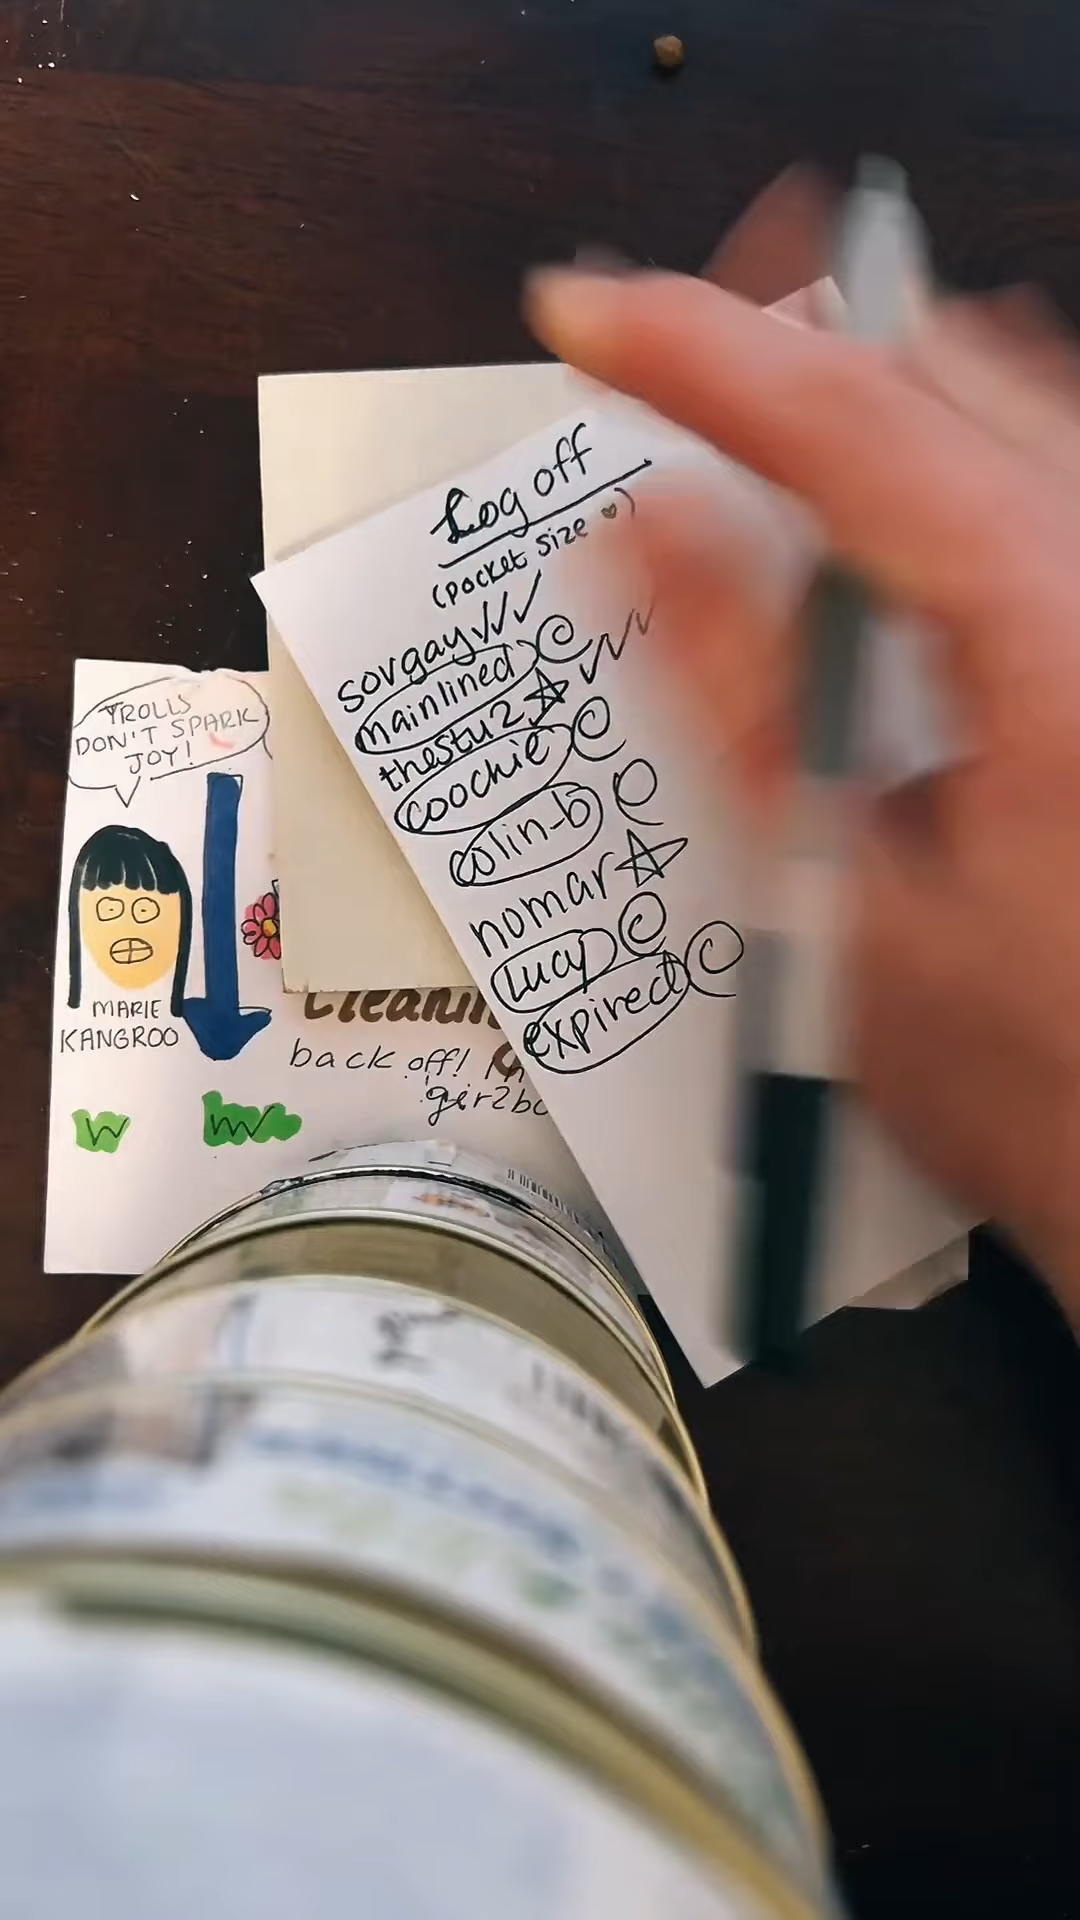 Log off
(pocket size ♥)
sovgay
mainlined
thestu2
coochie
colin-b
nomar
Lucy
expired
TROLLS
DON'T SPARK
JOY!
MARIE
KANGROO
back off!
W